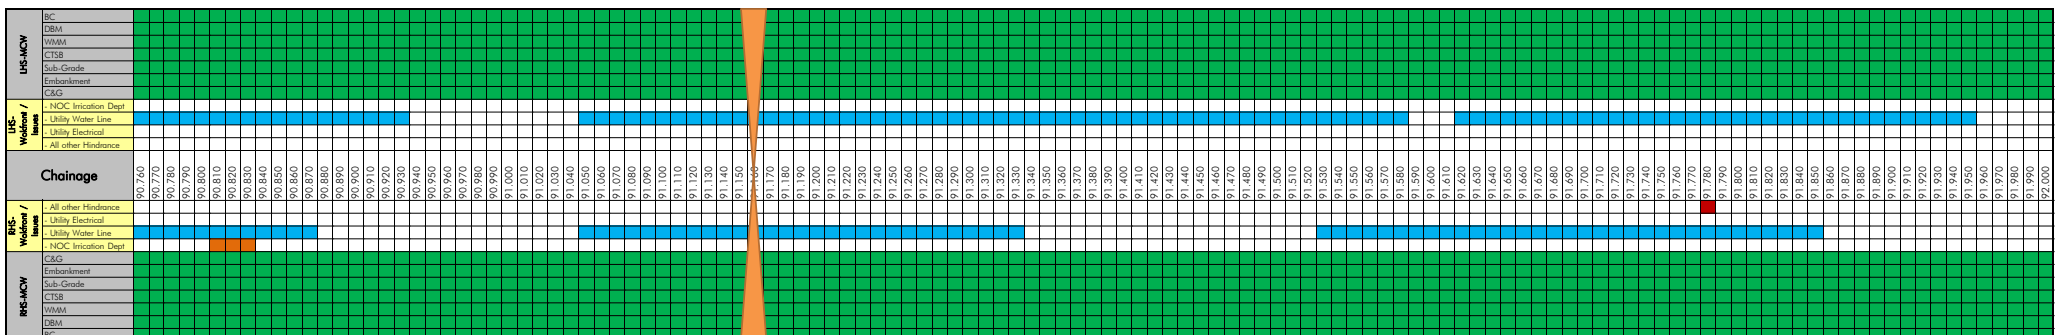 LHS-MCW
BC
DBM
WMM
CTSB
Sub-Grade
Embankment
C&G
LHS-
Wokfront /
Issues
- NOC Irrication Dept
- Utility Water Line
- Utility Electrical
- All other Hindrance
Chainage
90.760 90.770 90.780 90.790 90.800 90.810 90.820 90.830 90.840 90.850 90.860 90.870 90.880 90.890 90.900 90.910 90.920 90.930 90.940 90.950 90.960 90.970 90.980 90.990 91.000 91.010 91.020 91.030 91.040 91.050 91.060 91.070 91.080 91.090 91.100 91.110 91.120 91.130 91.140 91.150 91.160 91.170 91.180 91.190 91.200 91.210 91.220 91.230 91.240 91.250 91.260 91.270 91.280 91.290 91.300 91.310 91.320 91.330 91.340 91.350 91.360 91.370 91.380 91.390 91.400 91.410 91.420 91.430 91.440 91.450 91.460 91.470 91.480 91.490 91.500 91.510 91.520 91.530 91.540 91.550 91.560 91.570 91.580 91.590 91.600 91.610 91.620 91.630 91.640 91.650 91.660 91.670 91.680 91.690 91.700 91.710 91.720 91.730 91.740 91.750 91.760 91.770 91.780 91.790 91.800 91.810 91.820 91.830 91.840 91.850 91.860 91.870 91.880 91.890 91.900 91.910 91.920 91.930 91.940 91.950 91.960 91.970 91.980 91.990 92.000
RHS-
Wokfront /
Issues
- All other Hindrance
- Utility Electrical
- Utility Water Line
- NOC Irrication Dept
RHS-MCW
C&G
Embankment
Sub-Grade
CTSB
WMM
DBM
BC